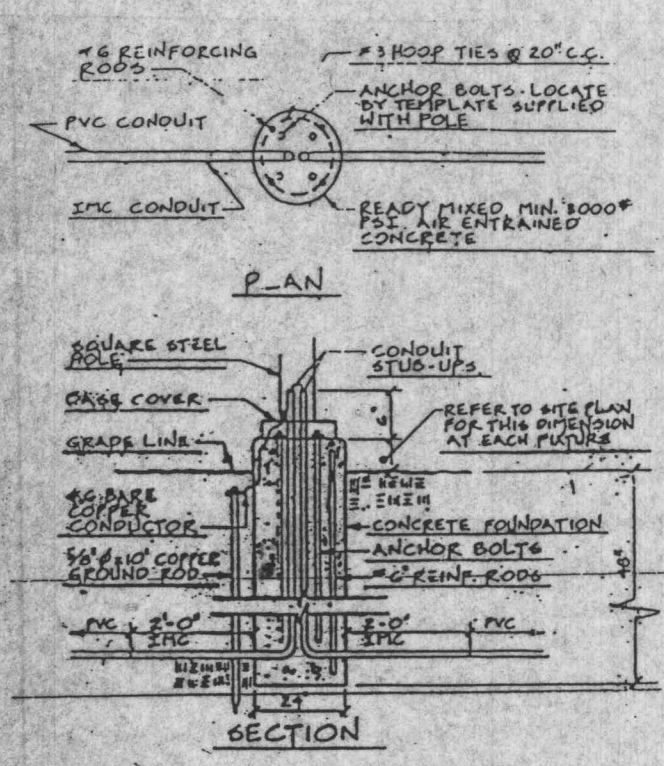 #6 REINFORCING
RODS
#3 HOOP TIES @ 20" C.C.
ANCHOR BOLTS - LOCATE
BY TEMPLATE SUPPLIED
WITH POLE
PVC CONDUIT
IMC CONDUIT
READY MIXED MIN. 3000#
PSI AIR ENTRAINED
CONCRETE
P_AN
SQUARE STEEL
POLE
BASE COVER
GRADE LINE
#6 BARE
COPPER
CONDUCTOR
5/8" Ø x 10' COPPER
GROUND ROD
CONDUIT
STUB-UPS
6"
REFER TO SITE PLAN
FOR THIS DIMENSION
AT EACH FIXTURE
CONCRETE FOUNDATION
ANCHOR BOLTS
#6 REINF. RODS
PVC
2'-0"
IMC
2'-0"
IMC
PVC
24"
SECTION